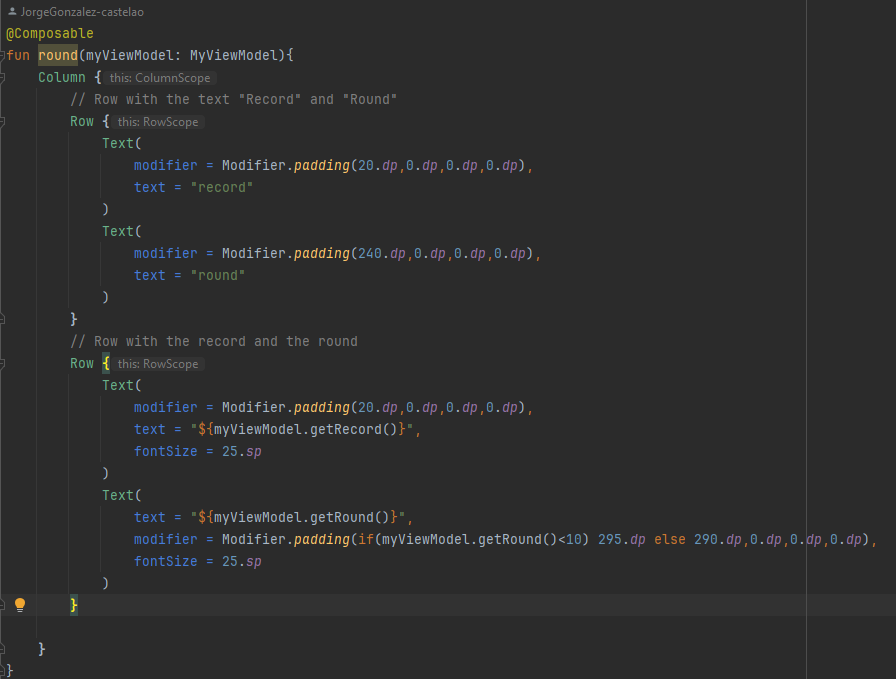 JorgeGonzalez-castelao
@Composable
fun round(myViewModel: MyViewModel){
    Column { this: ColumnScope
        // Row with the text "Record" and "Round"
        Row { this: RowScope
            Text(
                modifier = Modifier.padding(20.dp,0.dp,0.dp,0.dp),
                text = "record"
            )
            Text(
                modifier = Modifier.padding(240.dp,0.dp,0.dp,0.dp),
                text = "round"
            )
        }
        // Row with the record and the round
        Row { this: RowScope
            Text(
                modifier = Modifier.padding(20.dp,0.dp,0.dp,0.dp),
                text = "${myViewModel.getRecord()}",
                fontSize = 25.sp
            )
            Text(
                text = "${myViewModel.getRound()}",
                modifier = Modifier.padding(if(myViewModel.getRound()<10) 295.dp else 290.dp,0.dp,0.dp,0.dp),
                fontSize = 25.sp
            )
        }

    }
}